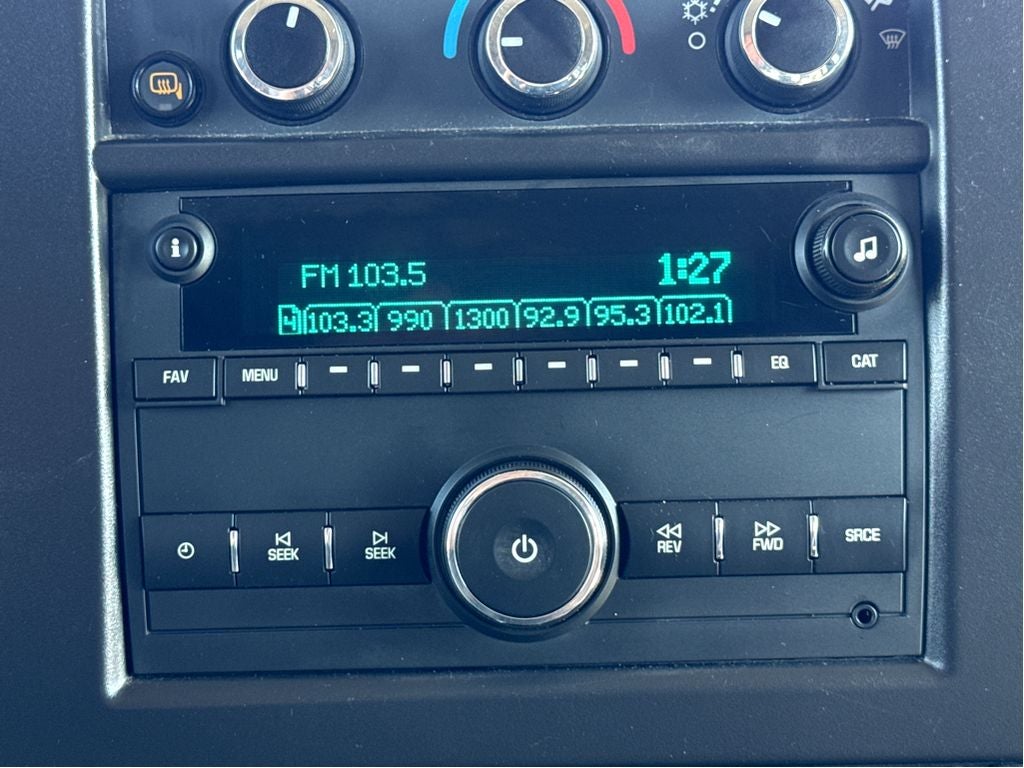 FM 103.5 1:27
4 103.3 990 1300 92.9 95.3 102.1
FAV MENU EQ CAT
SEEK SEEK REV FWD SRCE